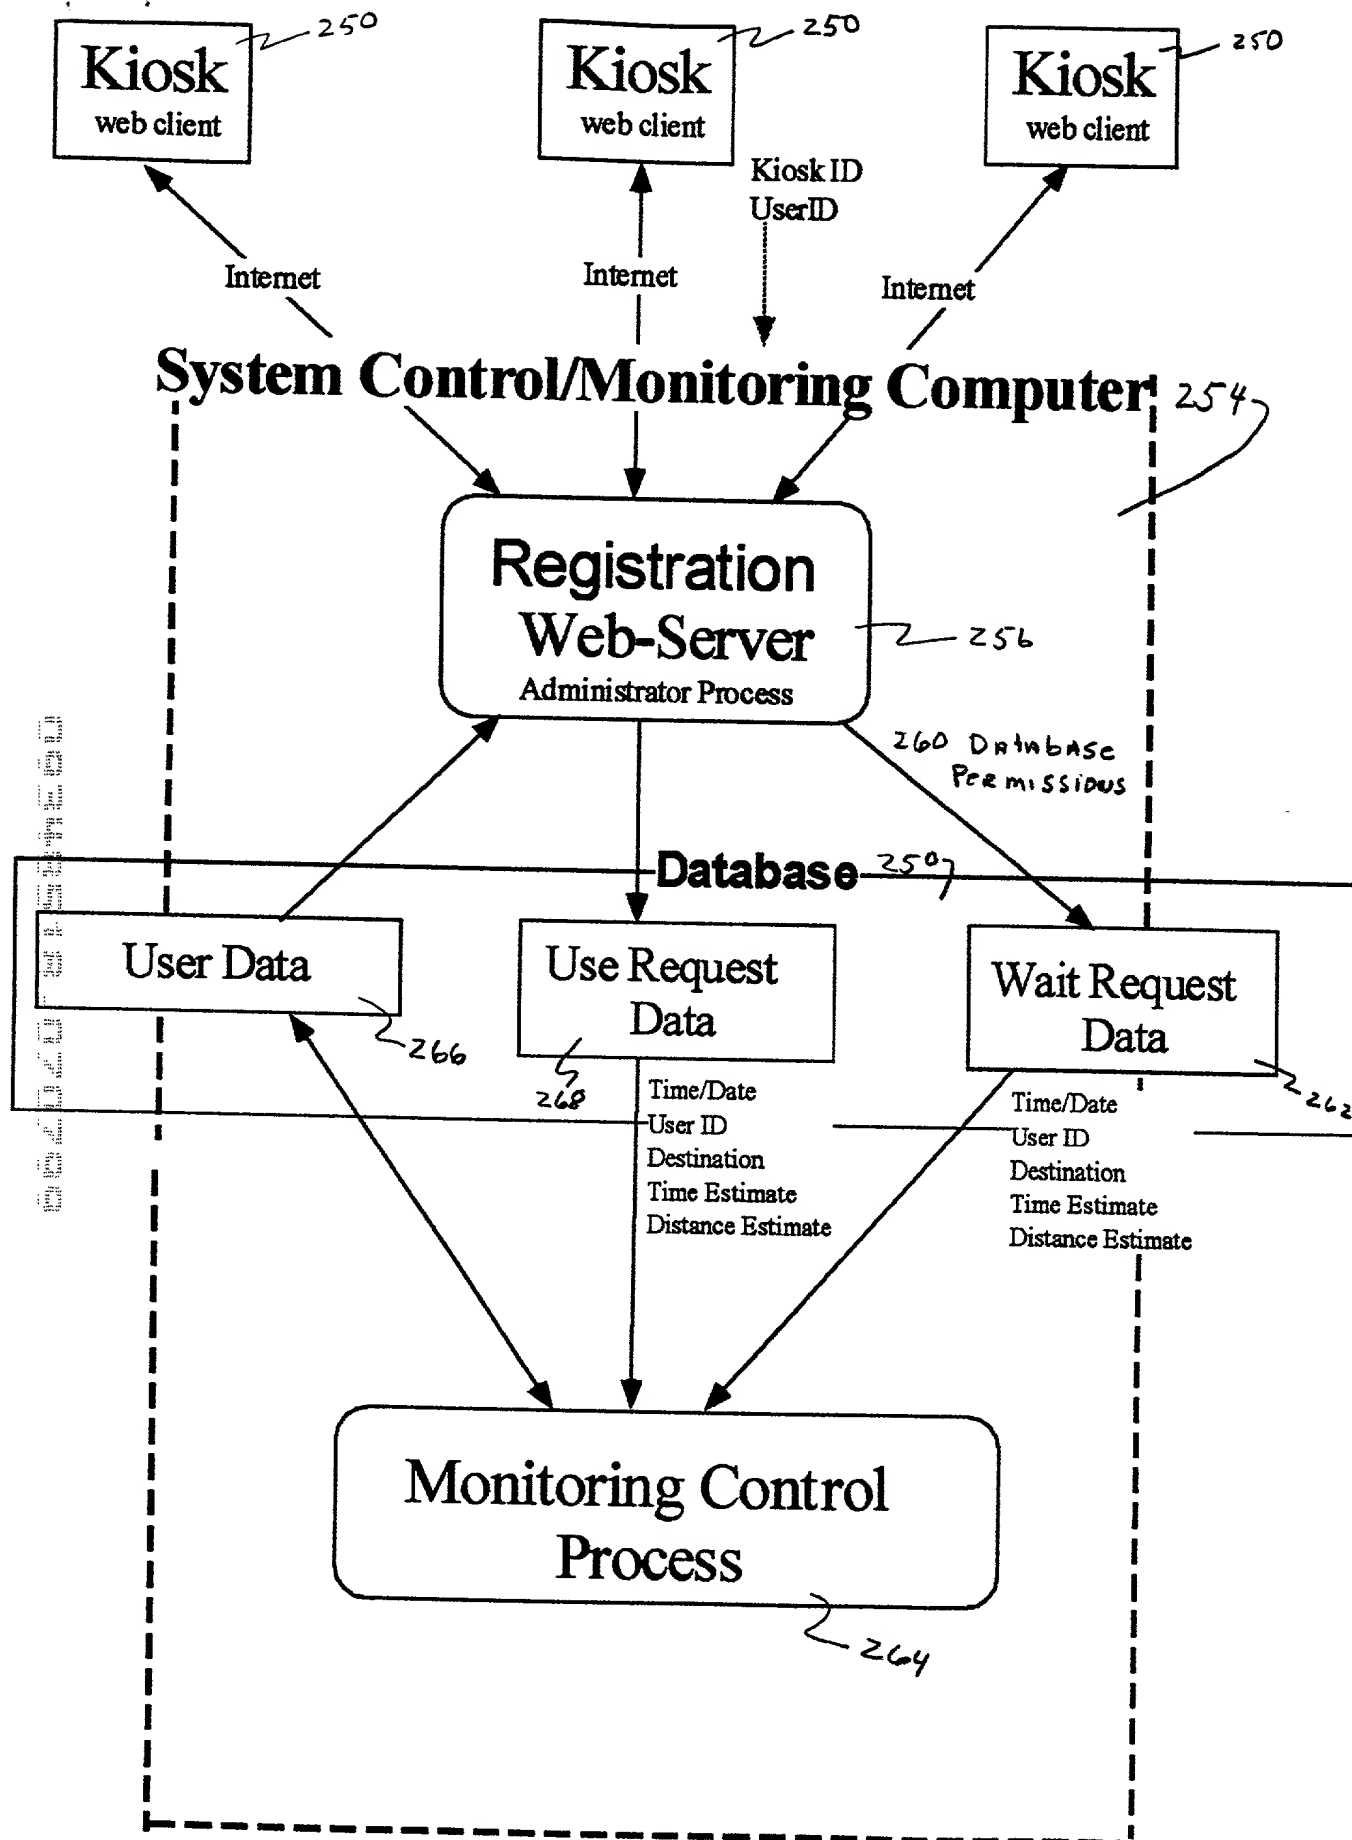 Kiosk
web client
250
Kiosk
web client
250
Kiosk
web client
250
Kiosk ID
UserID
Internet
Internet
Internet
System Control/Monitoring Computer
254
Registration
Web-Server
Administrator Process
256
260 Database
Permissions
Database
250
User Data
266
Use Request
Data
268
Wait Request
Data
262
Time/Date
User ID
Destination
Time Estimate
Distance Estimate
Time/Date
User ID
Destination
Time Estimate
Distance Estimate
Monitoring Control
Process
264